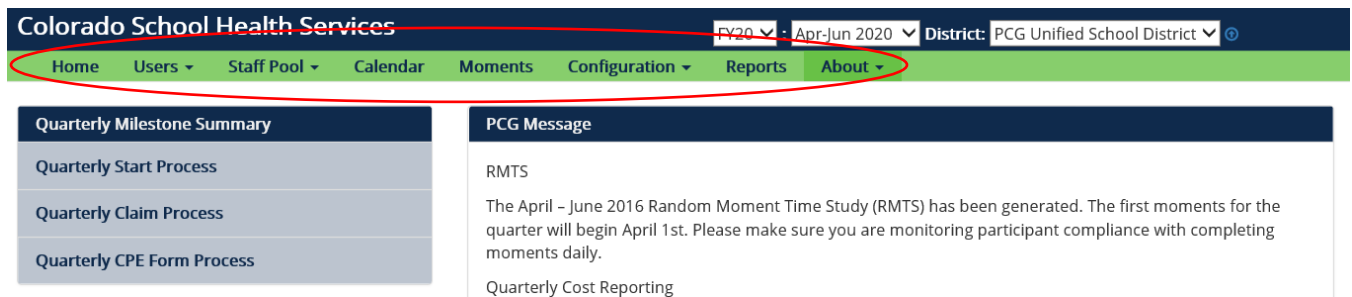 Colorado School Health Services
FY20 : Apr-Jun 2020 District: PCG Unified School District
Home Users Staff Pool Calendar Moments Configuration Reports About
Quarterly Milestone Summary
Quarterly Start Process
Quarterly Claim Process
Quarterly CPE Form Process
PCG Message
RMTS
The April – June 2016 Random Moment Time Study (RMTS) has been generated. The first moments for the
quarter will begin April 1st. Please make sure you are monitoring participant compliance with completing
moments daily.
Quarterly Cost Reporting